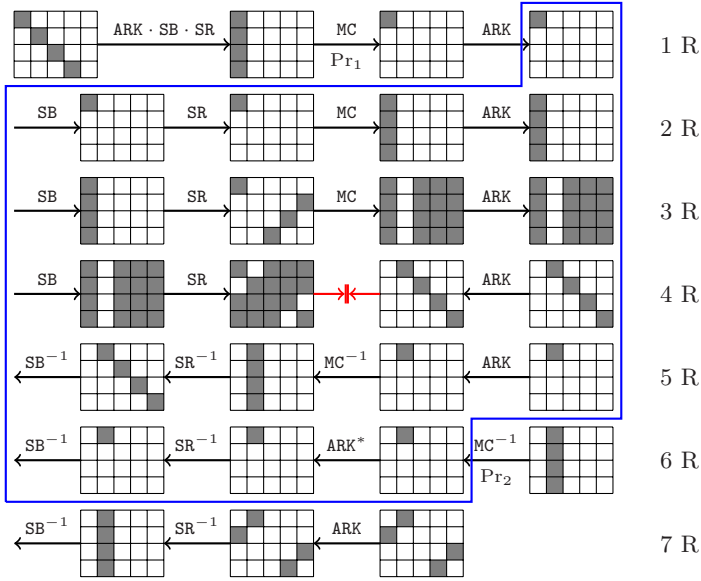 ARK · SB · SR MC Pr₁ ARK 1 R
SB SR MC ARK 2 R
SB SR MC ARK 3 R
SB SR ARK 4 R
SB⁻¹ SR⁻¹ MC⁻¹ ARK 5 R
SB⁻¹ SR⁻¹ ARK* MC⁻¹ Pr₂ 6 R
SB⁻¹ SR⁻¹ ARK 7 R